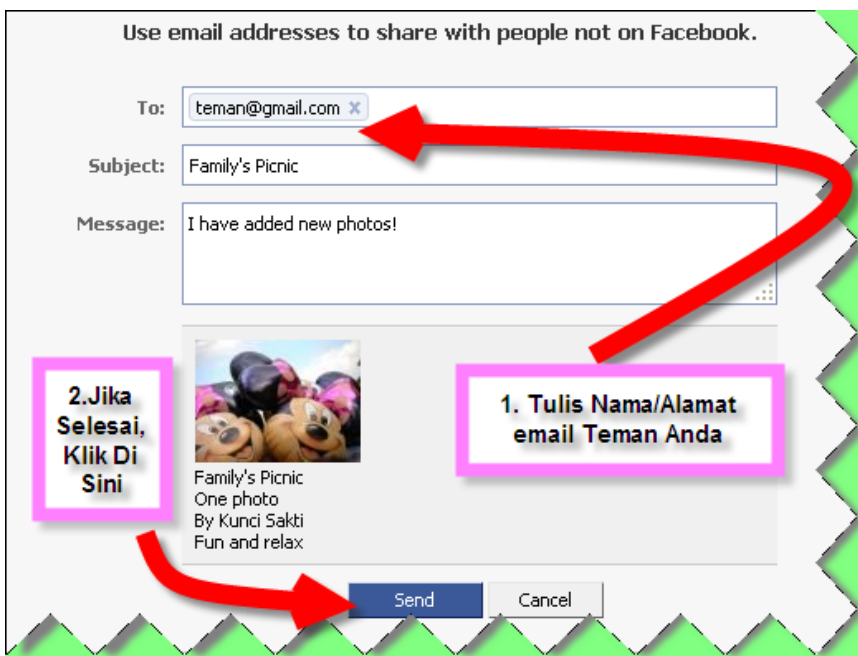 Use email addresses to share with people not on Facebook.
To: teman@gmail.com
Subject: Family's Picnic
Message: I have added new photos!
2.Jika
Selesai,
Klik Di
Sini
1. Tulis Nama/Alamat
email Teman Anda
Family's Picnic
One photo
By Kunci Sakti
Fun and relax
Send Cancel